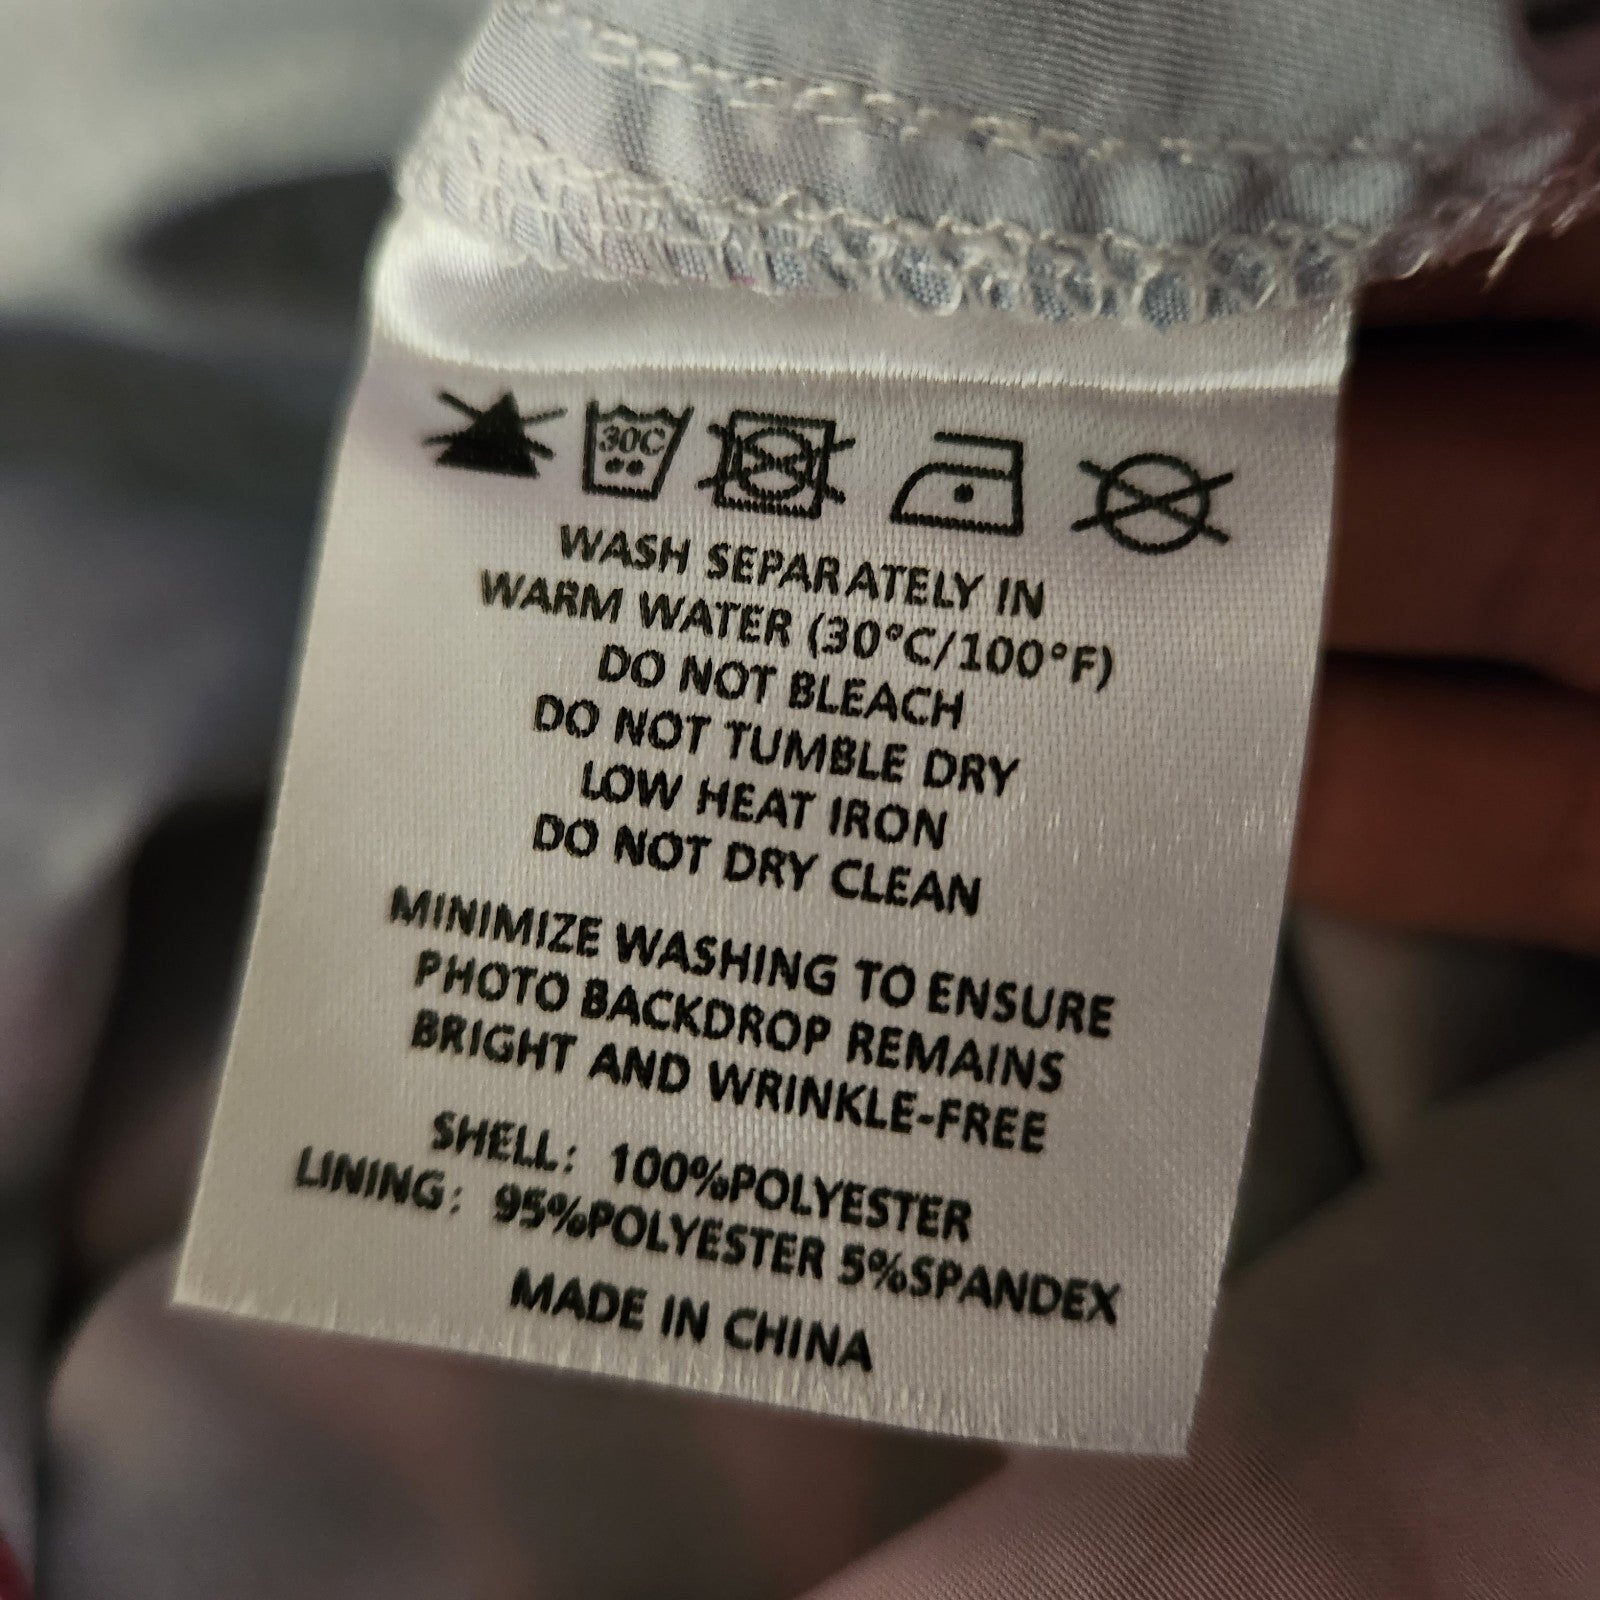 30C
WASH SEPARATELY IN
WARM WATER (30°C/100°F)
DO NOT BLEACH
DO NOT TUMBLE DRY
LOW HEAT IRON
DO NOT DRY CLEAN
MINIMIZE WASHING TO ENSURE
PHOTO BACKDROP REMAINS
BRIGHT AND WRINKLE-FREE
SHELL: 100%POLYESTER
LINING: 95%POLYESTER 5%SPANDEX
MADE IN CHINA